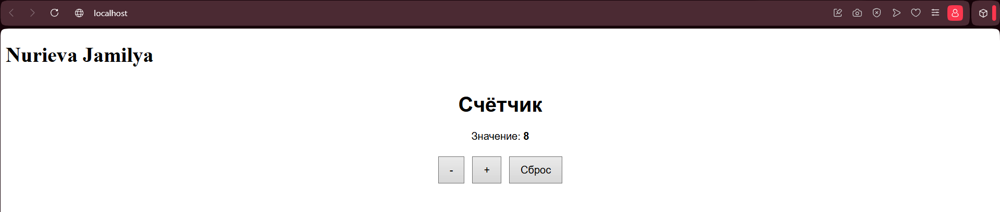 localhost
Nurieva Jamilya
Счётчик
Значение: 8
- + Сброс